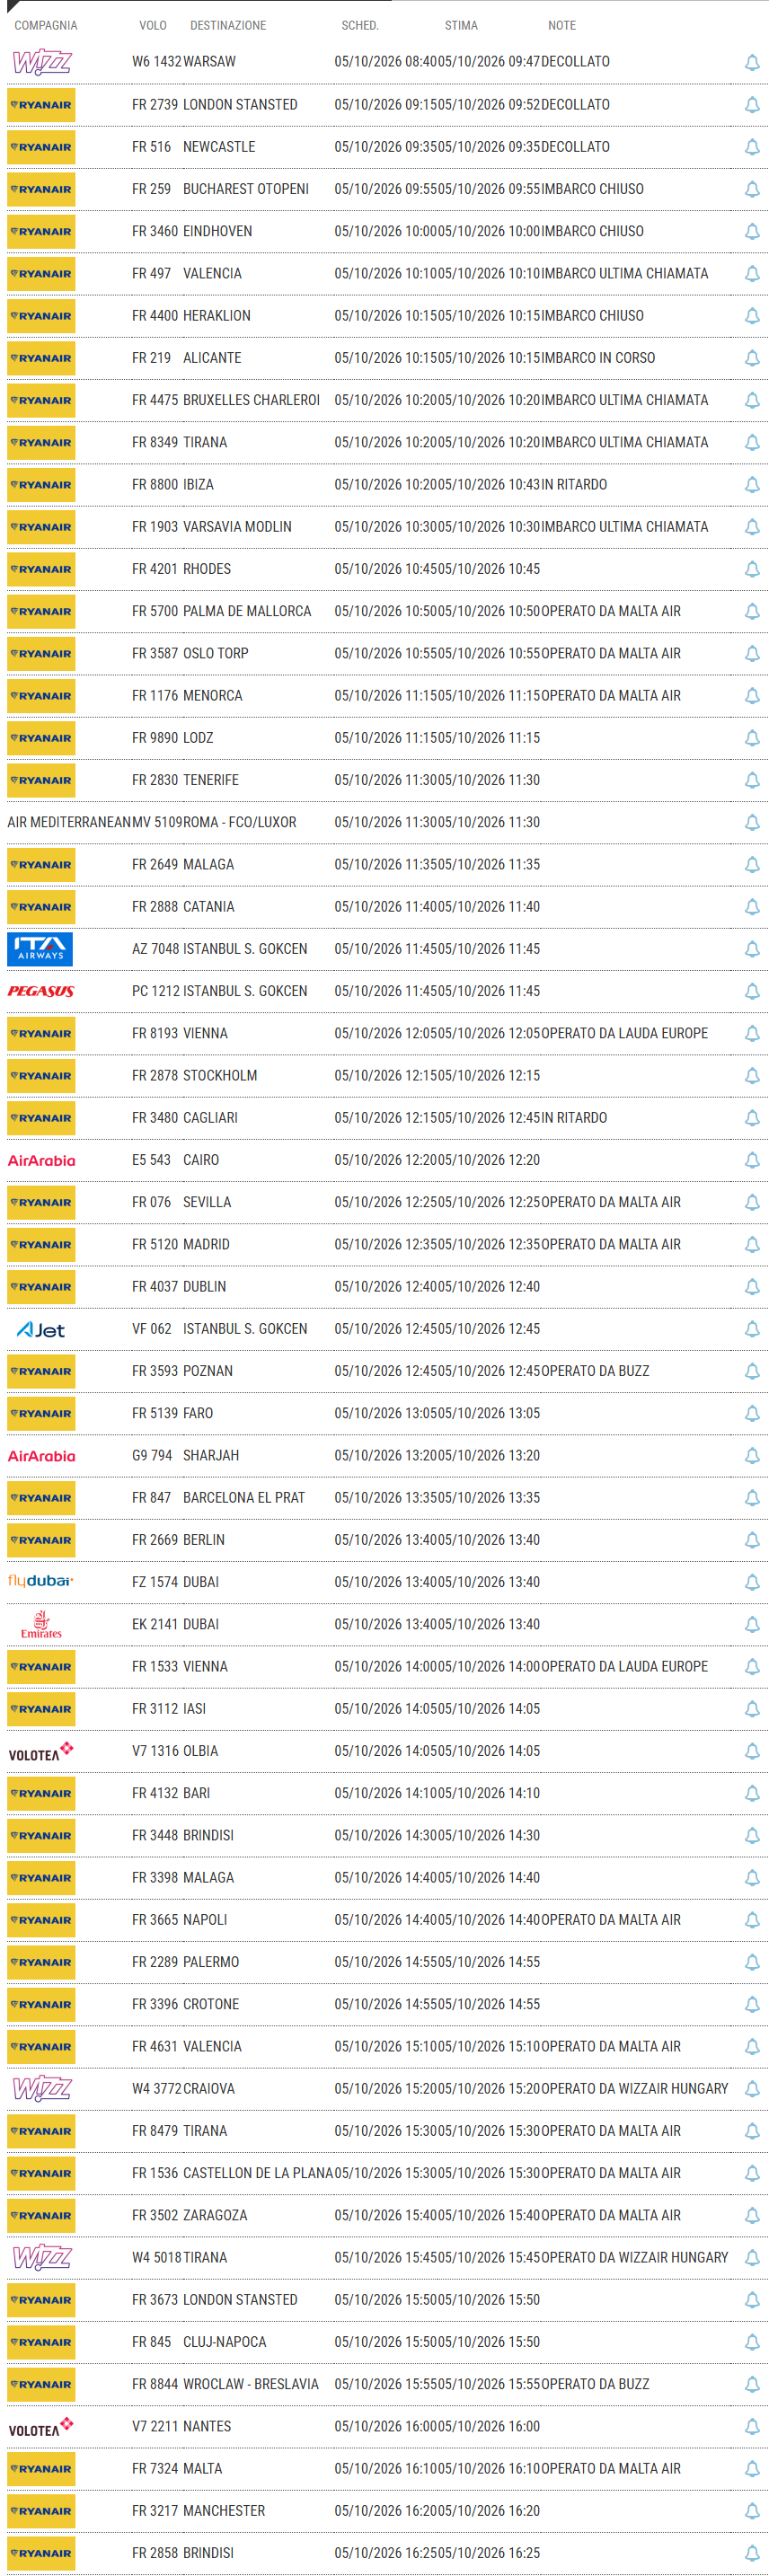 COMPAGNIA VOLO DESTINAZIONE SCHED. STIMA NOTE
WIZZ W6 1432 WARSAW 05/10/2026 08:40 05/10/2026 09:47 DECOLLATO
RYANAIR FR 2739 LONDON STANSTED 05/10/2026 09:15 05/10/2026 09:52 DECOLLATO
RYANAIR FR 516 NEWCASTLE 05/10/2026 09:35 05/10/2026 09:35 DECOLLATO
RYANAIR FR 259 BUCHAREST OTOPENI 05/10/2026 09:55 05/10/2026 09:55 IMBARCO CHIUSO
RYANAIR FR 3460 EINDHOVEN 05/10/2026 10:00 05/10/2026 10:00 IMBARCO CHIUSO
RYANAIR FR 497 VALENCIA 05/10/2026 10:10 05/10/2026 10:10 IMBARCO ULTIMA CHIAMATA
RYANAIR FR 4400 HERAKLION 05/10/2026 10:15 05/10/2026 10:15 IMBARCO CHIUSO
RYANAIR FR 219 ALICANTE 05/10/2026 10:15 05/10/2026 10:15 IMBARCO IN CORSO
RYANAIR FR 4475 BRUXELLES CHARLEROI 05/10/2026 10:20 05/10/2026 10:20 IMBARCO ULTIMA CHIAMATA
RYANAIR FR 8349 TIRANA 05/10/2026 10:20 05/10/2026 10:20 IMBARCO ULTIMA CHIAMATA
RYANAIR FR 8800 IBIZA 05/10/2026 10:20 05/10/2026 10:43 IN RITARDO
RYANAIR FR 1903 VARSAVIA MODLIN 05/10/2026 10:30 05/10/2026 10:30 IMBARCO ULTIMA CHIAMATA
RYANAIR FR 4201 RHODES 05/10/2026 10:45 05/10/2026 10:45
RYANAIR FR 5700 PALMA DE MALLORCA 05/10/2026 10:50 05/10/2026 10:50 OPERATO DA MALTA AIR
RYANAIR FR 3587 OSLO TORP 05/10/2026 10:55 05/10/2026 10:55 OPERATO DA MALTA AIR
RYANAIR FR 1176 MENORCA 05/10/2026 11:15 05/10/2026 11:15 OPERATO DA MALTA AIR
RYANAIR FR 9890 LODZ 05/10/2026 11:15 05/10/2026 11:15
RYANAIR FR 2830 TENERIFE 05/10/2026 11:30 05/10/2026 11:30
AIR MEDITERRANEAN MV 5109 ROMA - FCO/LUXOR 05/10/2026 11:30 05/10/2026 11:30
RYANAIR FR 2649 MALAGA 05/10/2026 11:35 05/10/2026 11:35
RYANAIR FR 2888 CATANIA 05/10/2026 11:40 05/10/2026 11:40
ITA AIRWAYS AZ 7048 ISTANBUL S. GOKCEN 05/10/2026 11:45 05/10/2026 11:45
PEGASUS PC 1212 ISTANBUL S. GOKCEN 05/10/2026 11:45 05/10/2026 11:45
RYANAIR FR 8193 VIENNA 05/10/2026 12:05 05/10/2026 12:05 OPERATO DA LAUDA EUROPE
RYANAIR FR 2878 STOCKHOLM 05/10/2026 12:15 05/10/2026 12:15
RYANAIR FR 3480 CAGLIARI 05/10/2026 12:15 05/10/2026 12:45 IN RITARDO
AirArabia E5 543 CAIRO 05/10/2026 12:20 05/10/2026 12:20
RYANAIR FR 076 SEVILLA 05/10/2026 12:25 05/10/2026 12:25 OPERATO DA MALTA AIR
RYANAIR FR 5120 MADRID 05/10/2026 12:35 05/10/2026 12:35 OPERATO DA MALTA AIR
RYANAIR FR 4037 DUBLIN 05/10/2026 12:40 05/10/2026 12:40
AJet VF 062 ISTANBUL S. GOKCEN 05/10/2026 12:45 05/10/2026 12:45
RYANAIR FR 3593 POZNAN 05/10/2026 12:45 05/10/2026 12:45 OPERATO DA BUZZ
RYANAIR FR 5139 FARO 05/10/2026 13:05 05/10/2026 13:05
AirArabia G9 794 SHARJAH 05/10/2026 13:20 05/10/2026 13:20
RYANAIR FR 847 BARCELONA EL PRAT 05/10/2026 13:35 05/10/2026 13:35
RYANAIR FR 2669 BERLIN 05/10/2026 13:40 05/10/2026 13:40
flydubai FZ 1574 DUBAI 05/10/2026 13:40 05/10/2026 13:40
Emirates EK 2141 DUBAI 05/10/2026 13:40 05/10/2026 13:40
RYANAIR FR 1533 VIENNA 05/10/2026 14:00 05/10/2026 14:00 OPERATO DA LAUDA EUROPE
RYANAIR FR 3112 IASI 05/10/2026 14:05 05/10/2026 14:05
VOLOTEA V7 1316 OLBIA 05/10/2026 14:05 05/10/2026 14:05
RYANAIR FR 4132 BARI 05/10/2026 14:10 05/10/2026 14:10
RYANAIR FR 3448 BRINDISI 05/10/2026 14:30 05/10/2026 14:30
RYANAIR FR 3398 MALAGA 05/10/2026 14:40 05/10/2026 14:40
RYANAIR FR 3665 NAPOLI 05/10/2026 14:40 05/10/2026 14:40 OPERATO DA MALTA AIR
RYANAIR FR 2289 PALERMO 05/10/2026 14:55 05/10/2026 14:55
RYANAIR FR 3396 CROTONE 05/10/2026 14:55 05/10/2026 14:55
RYANAIR FR 4631 VALENCIA 05/10/2026 15:10 05/10/2026 15:10 OPERATO DA MALTA AIR
WIZZ W4 3772 CRAIOVA 05/10/2026 15:20 05/10/2026 15:20 OPERATO DA WIZZAIR HUNGARY
RYANAIR FR 8479 TIRANA 05/10/2026 15:30 05/10/2026 15:30 OPERATO DA MALTA AIR
RYANAIR FR 1536 CASTELLON DE LA PLANA 05/10/2026 15:30 05/10/2026 15:30 OPERATO DA MALTA AIR
RYANAIR FR 3502 ZARAGOZA 05/10/2026 15:40 05/10/2026 15:40 OPERATO DA MALTA AIR
WIZZ W4 5018 TIRANA 05/10/2026 15:45 05/10/2026 15:45 OPERATO DA WIZZAIR HUNGARY
RYANAIR FR 3673 LONDON STANSTED 05/10/2026 15:50 05/10/2026 15:50
RYANAIR FR 845 CLUJ-NAPOCA 05/10/2026 15:50 05/10/2026 15:50
RYANAIR FR 8844 WROCLAW - BRESLAVIA 05/10/2026 15:55 05/10/2026 15:55 OPERATO DA BUZZ
VOLOTEA V7 2211 NANTES 05/10/2026 16:00 05/10/2026 16:00
RYANAIR FR 7324 MALTA 05/10/2026 16:10 05/10/2026 16:10 OPERATO DA MALTA AIR
RYANAIR FR 3217 MANCHESTER 05/10/2026 16:20 05/10/2026 16:20
RYANAIR FR 2858 BRINDISI 05/10/2026 16:25 05/10/2026 16:25